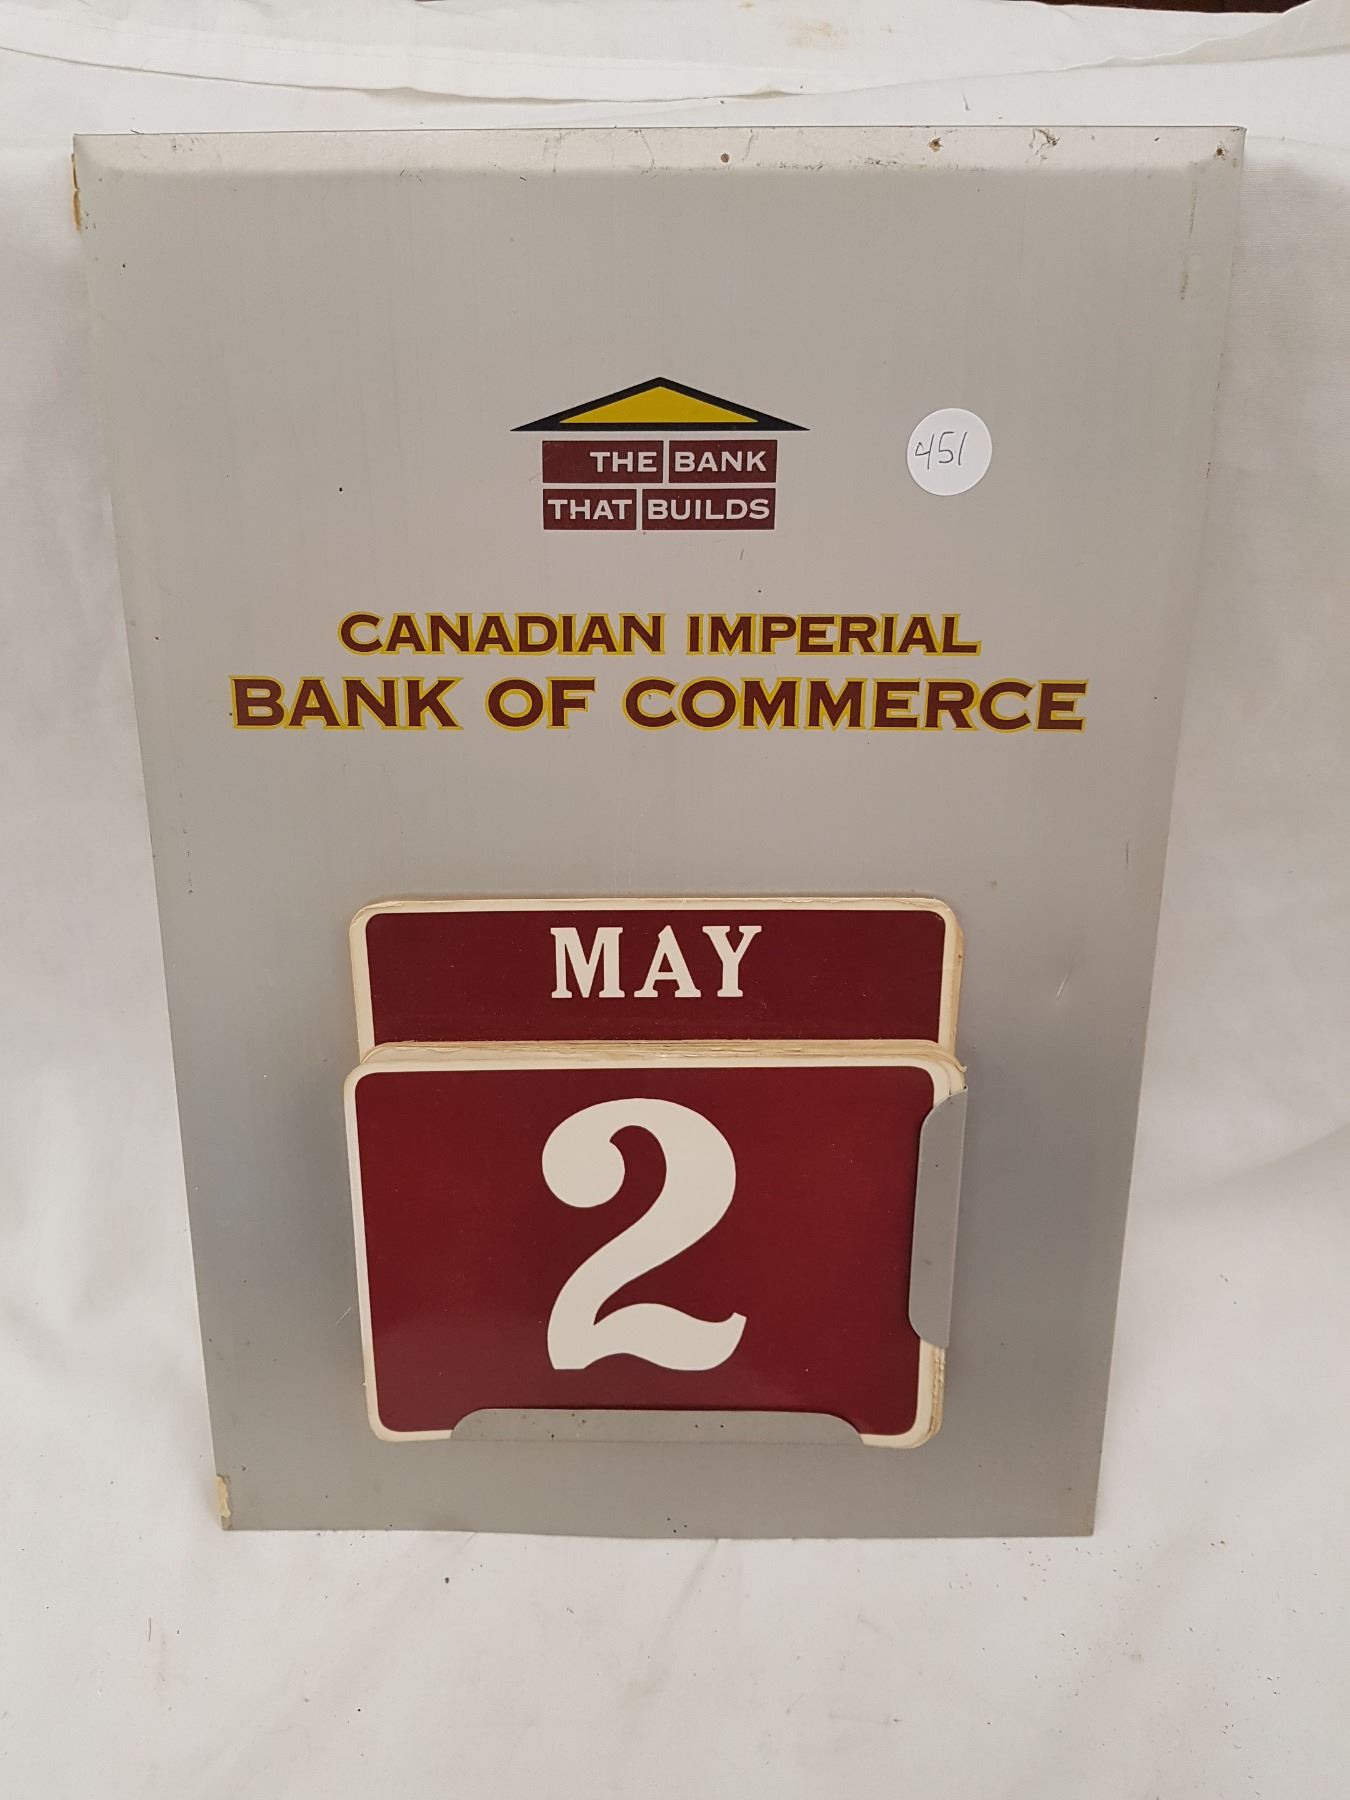 THE BANK
THAT BUILDS
451
CANADIAN IMPERIAL
BANK OF COMMERCE
MAY
2